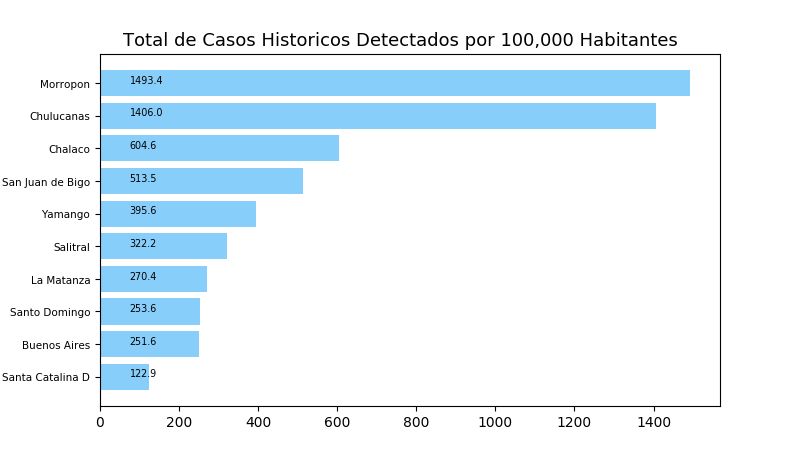 Total de Casos Historicos Detectados por 100,000 Habitantes
Morropon 1493.4
Chulucanas 1406.0
Chalaco 604.6
San Juan de Bigo 513.5
Yamango 395.6
Salitral 322.2
La Matanza 270.4
Santo Domingo 253.6
Buenos Aires 251.6
Santa Catalina D 122.9
0 200 400 600 800 1000 1200 1400